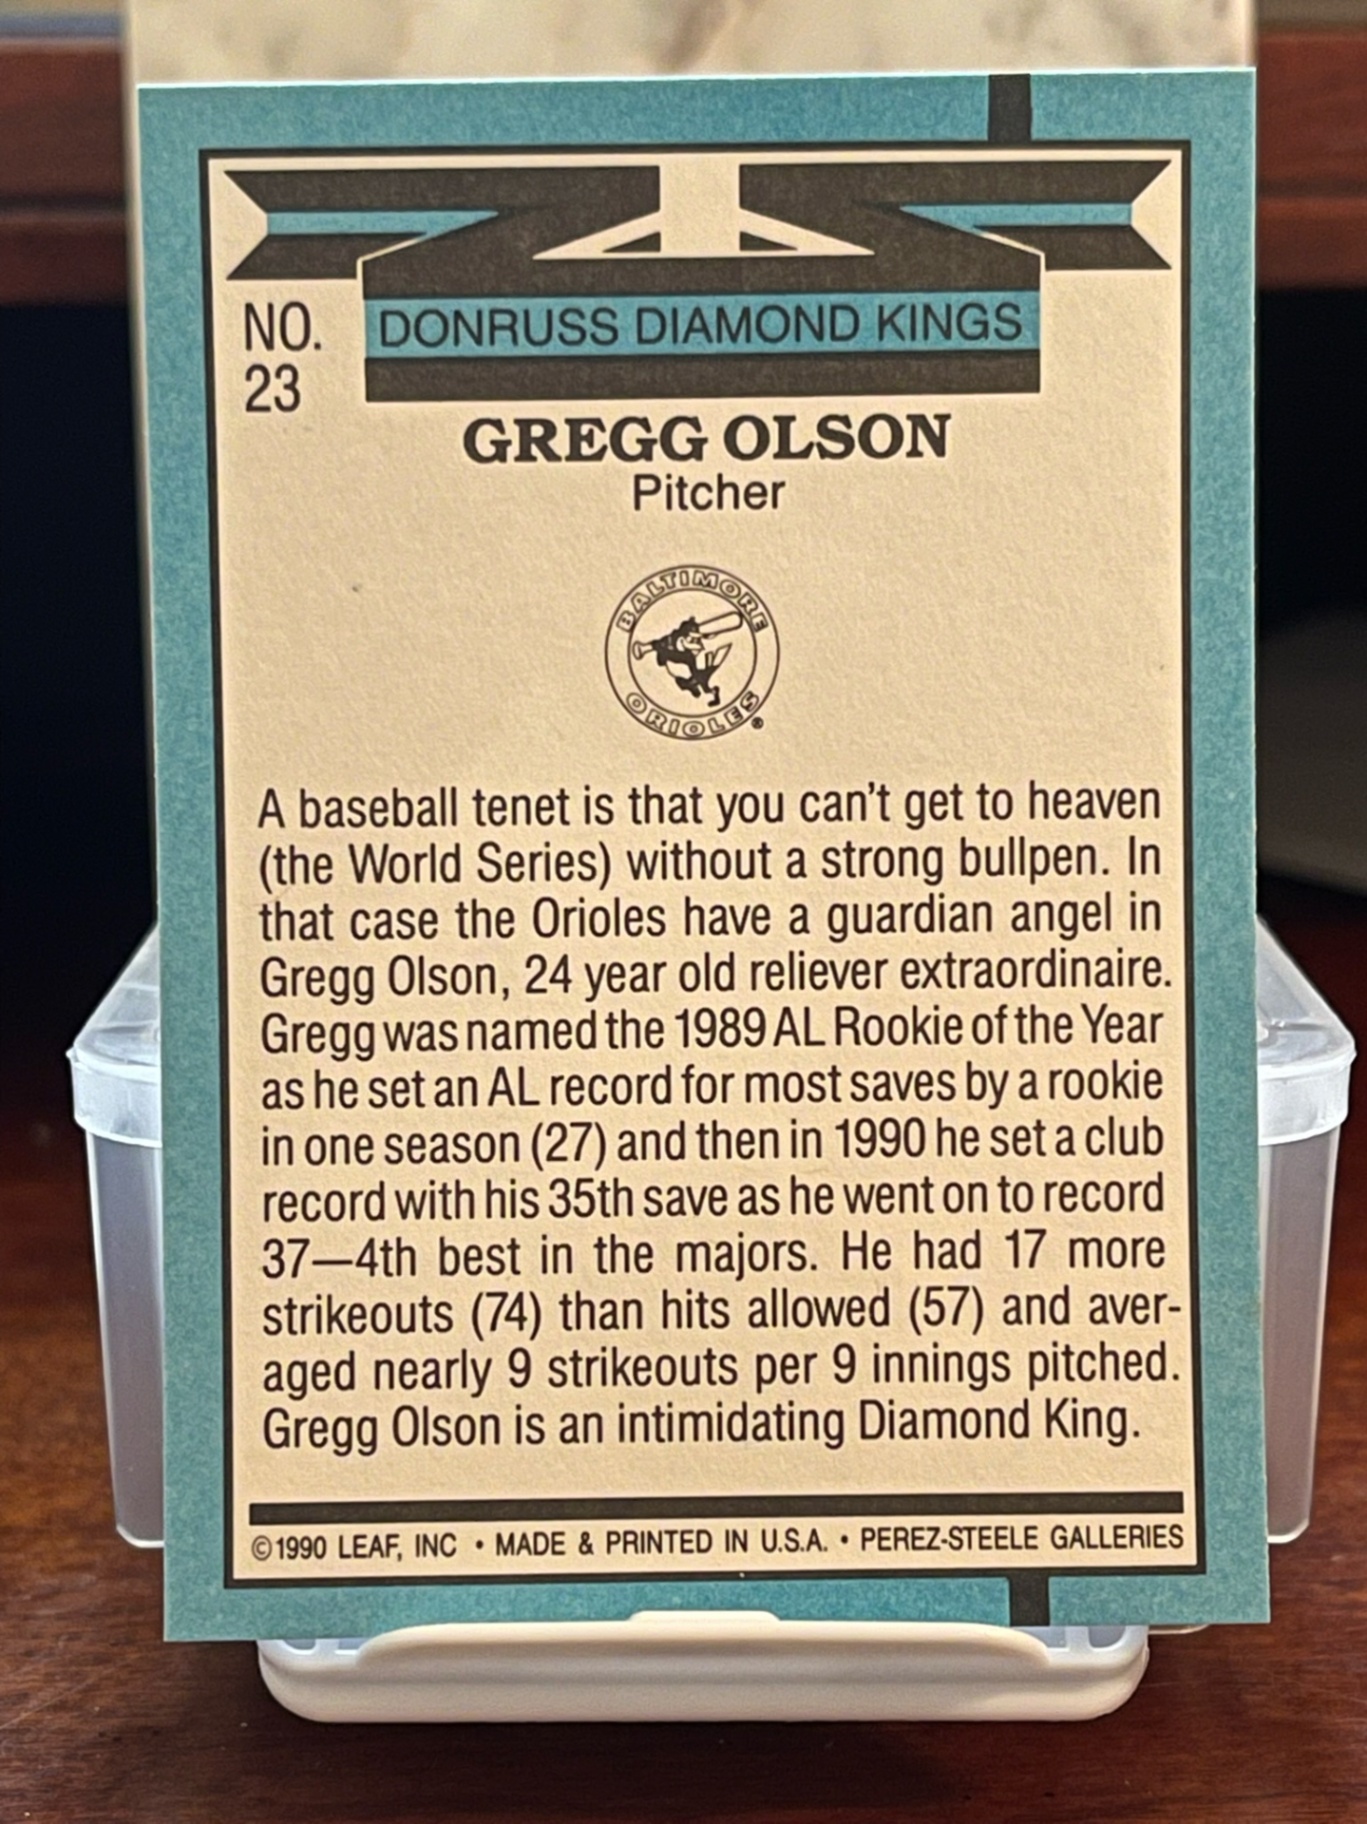 NO.
23
DONRUSS DIAMOND KINGS
GREGG OLSON
Pitcher
BALTIMORE
ORIOLES®
A baseball tenet is that you can't get to heaven
(the World Series) without a strong bullpen. In
that case the Orioles have a guardian angel in
Gregg Olson, 24 year old reliever extraordinaire.
Gregg was named the 1989 AL Rookie of the Year
as he set an AL record for most saves by a rookie
in one season (27) and then in 1990 he set a club
record with his 35th save as he went on to record
37—4th best in the majors. He had 17 more
strikeouts (74) than hits allowed (57) and aver-
aged nearly 9 strikeouts per 9 innings pitched.
Gregg Olson is an intimidating Diamond King.
©1990 LEAF, INC • MADE & PRINTED IN U.S.A. • PEREZ-STEELE GALLERIES